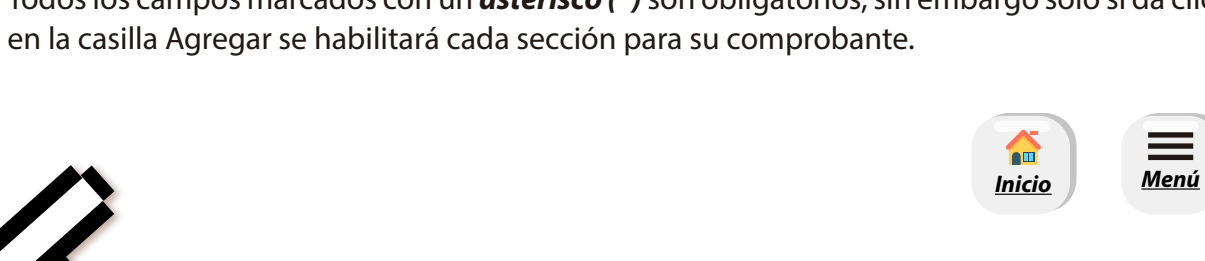 Todos los campos marcados con un asterisco (*) son obligatorios, sin embargo solo si da clic
en la casilla Agregar se habilitará cada sección para su comprobante.
Inicio
Menú